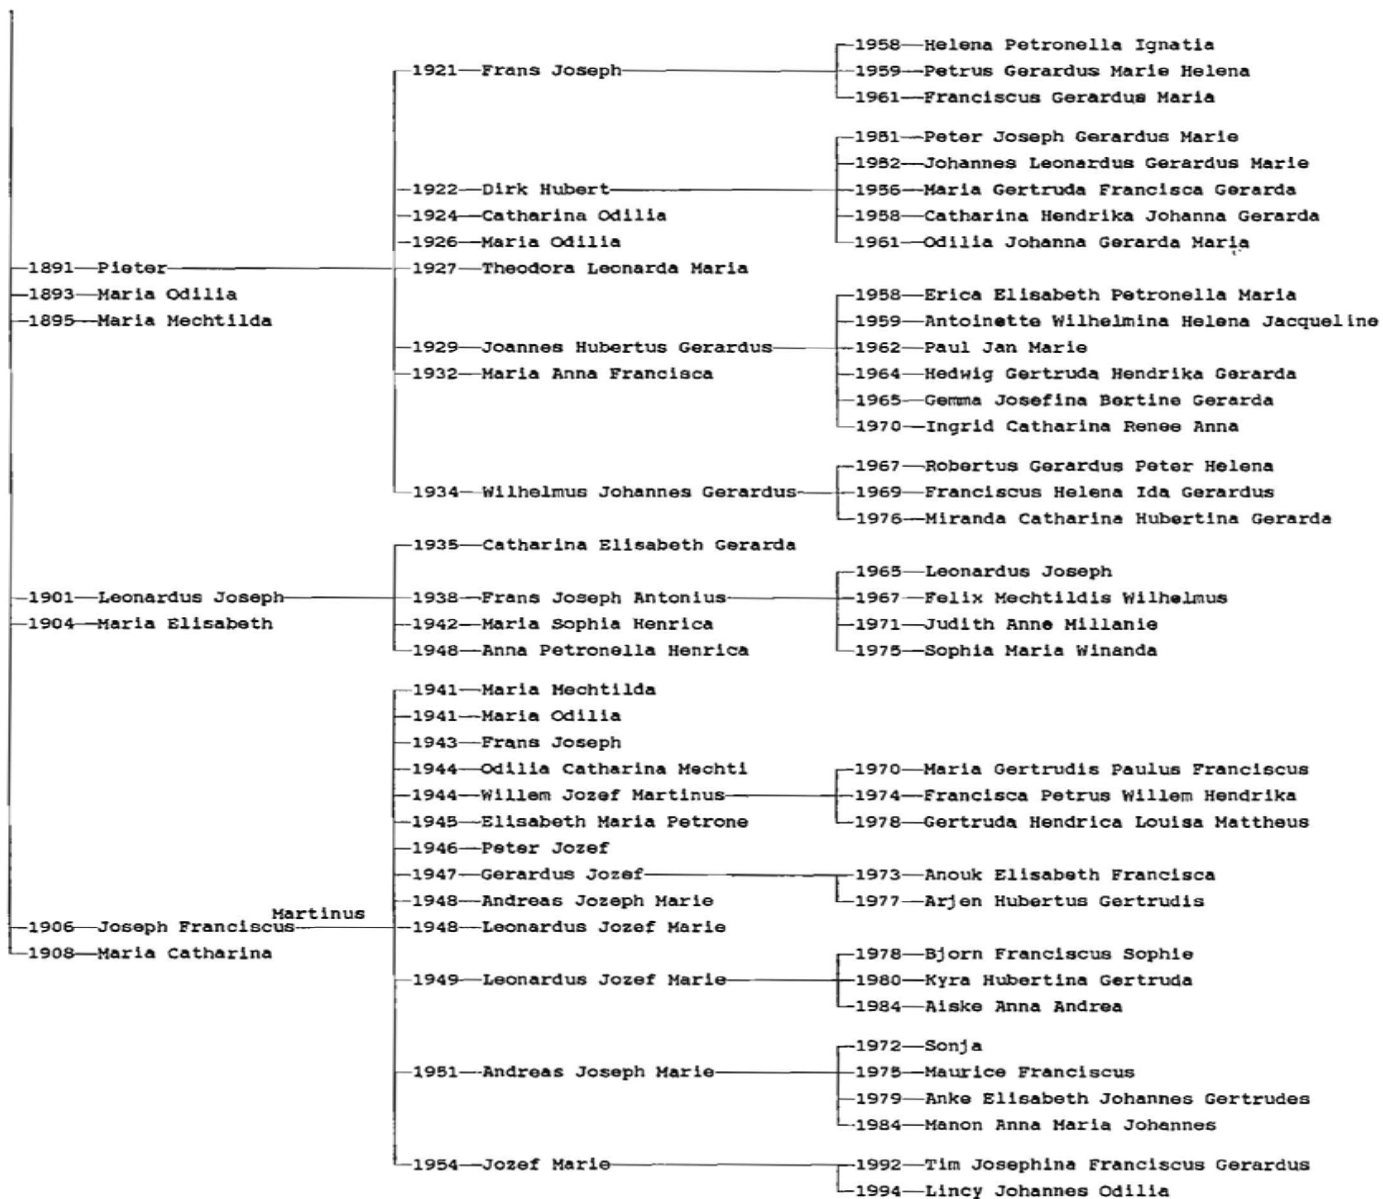 1958 Helena Petronella Ignatia
1921 Frans Joseph 1959 Petrus Gerardus Marie Helena
1961 Franciscus Gerardus Maria
1951 Peter Joseph Gerardus Marie
1952 Johannes Leonardus Gerardus Marie
1922 Dirk Hubert 1956 Maria Gertruda Francisca Gerarda
1924 Catharina Odilia 1958 Catharina Hendrika Johanna Gerarda
1926 Maria Odilia 1961 Odilia Johanna Gerarda Maria
1891 Pieter 1927 Theodora Leonarda Maria
1893 Maria Odilia 1958 Erica Elisabeth Petronella Maria
1895 Maria Mechtilda 1959 Antoinette Wilhelmina Helena Jacqueline
1929 Joannes Hubertus Gerardus 1962 Paul Jan Marie
1932 Maria Anna Francisca 1964 Hedwig Gertruda Hendrika Gerarda
1965 Gemma Josefina Bertine Gerarda
1970 Ingrid Catharina Renee Anna
1967 Robertus Gerardus Peter Helena
1934 Wilhelmus Johannes Gerardus 1969 Franciscus Helena Ida Gerardus
1976 Miranda Catharina Hubertina Gerarda
1935 Catharina Elisabeth Gerarda
1965 Leonardus Joseph
1901 Leonardus Joseph 1938 Frans Joseph Antonius 1967 Felix Mechtildis Wilhelmus
1904 Maria Elisabeth 1942 Maria Sophia Henrica 1971 Judith Anne Millanie
1948 Anna Petronella Henrica 1975 Sophia Maria Winanda
1941 Maria Mechtilda
1941 Maria Odilia
1943 Frans Joseph
1944 Odilia Catharina Mechti 1970 Maria Gertrudis Paulus Franciscus
1944 Willem Jozef Martinus 1974 Francisca Petrus Willem Hendrika
1945 Elisabeth Maria Petrone 1978 Gertruda Hendrica Louisa Mattheus
1946 Peter Jozef
1947 Gerardus Jozef 1973 Anouk Elisabeth Francisca
1948 Andreas Jozeph Marie 1977 Arjen Hubertus Gertrudis
Martinus
1906 Joseph Franciscus 1948 Leonardus Jozef Marie
1908 Maria Catharina 1978 Bjorn Franciscus Sophie
1949 Leonardus Jozef Marie 1980 Kyra Hubertina Gertruda
1984 Aiske Anna Andrea
1972 Sonja
1951 Andreas Joseph Marie 1975 Maurice Franciscus
1979 Anke Elisabeth Johannes Gertrudes
1984 Manon Anna Maria Johannes
1954 Jozef Marie 1992 Tim Josephina Franciscus Gerardus
1994 Lincy Johannes Odilia